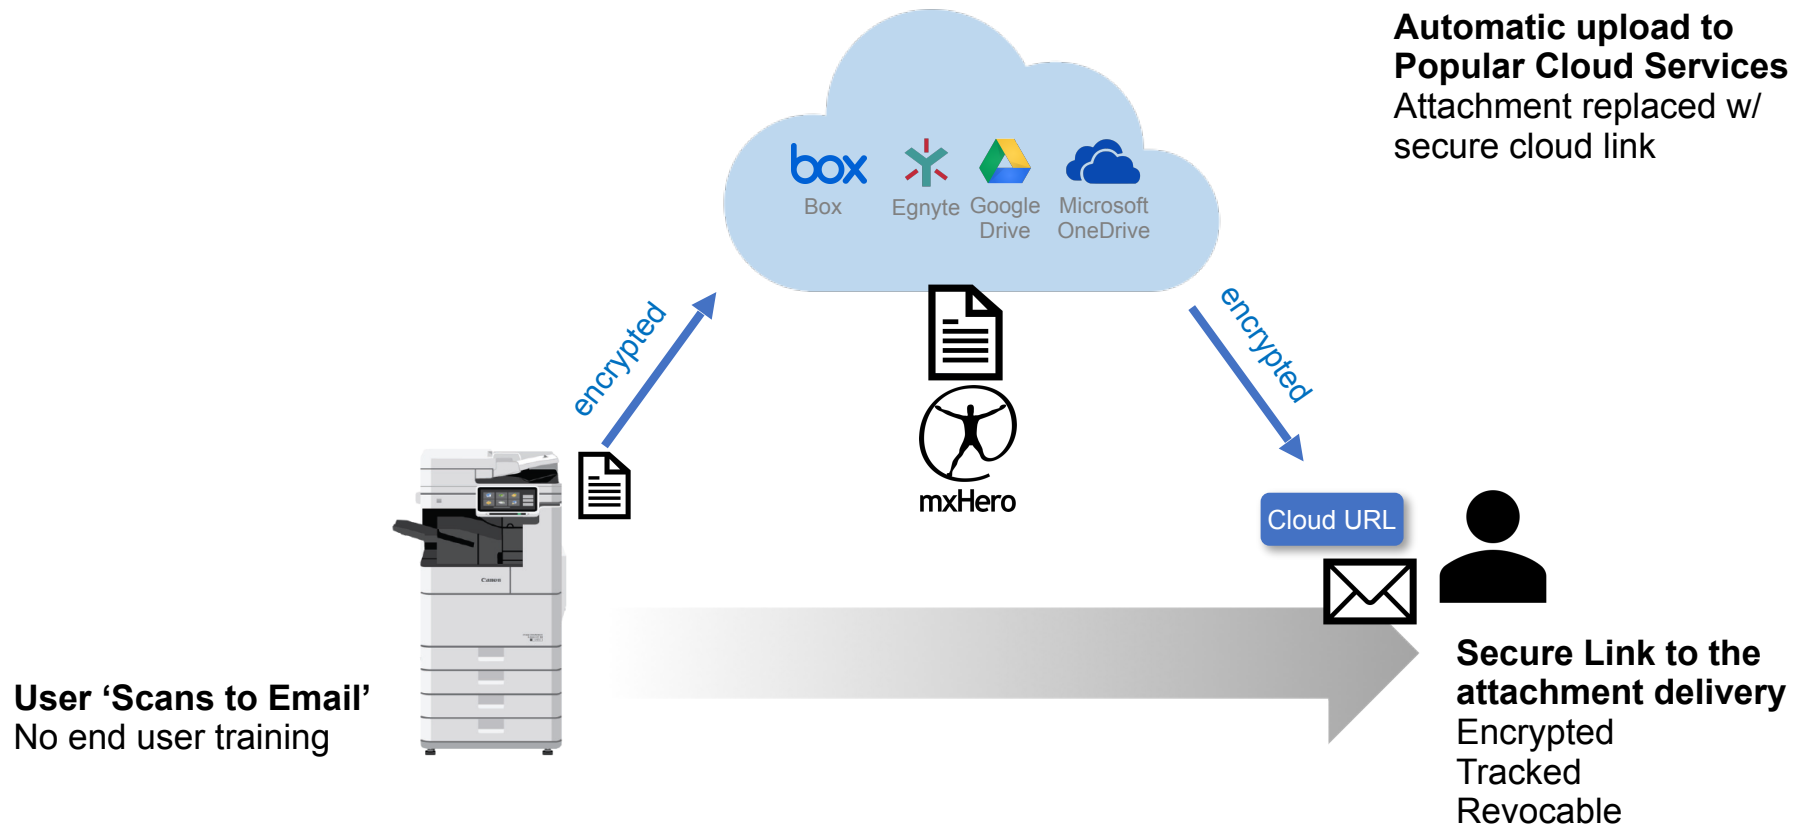 Automatic upload to
Popular Cloud Services
Attachment replaced w/
secure cloud link
box
Box
Egnyte
Google
Drive
Microsoft
OneDrive
encrypted
encrypted
mxHero
Canon
Cloud URL
User ‘Scans to Email’
No end user training
Secure Link to the
attachment delivery
Encrypted
Tracked
Revocable